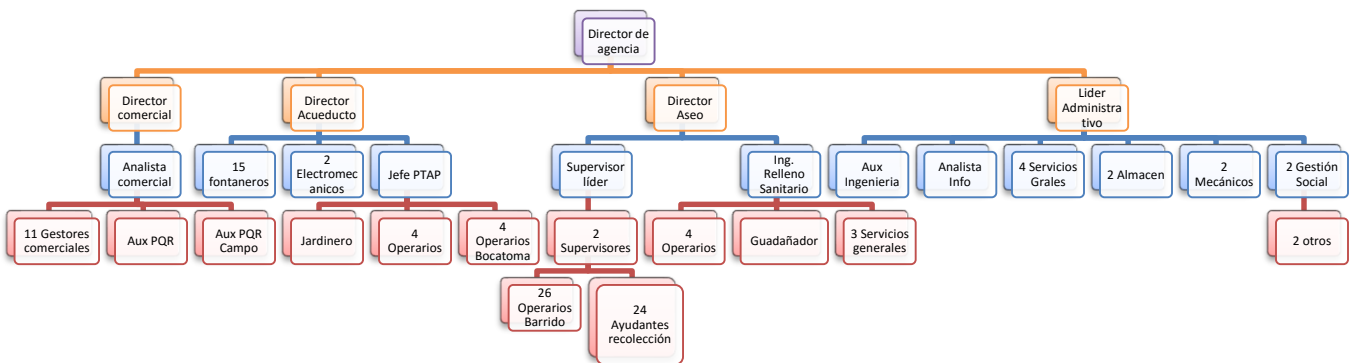 Director de
agencia
Director
comercial
Director
Acueducto
Director
Aseo
Lider
Administra
tivo
Analista
comercial
15
fontaneros
2
Electromec
anicos
Jefe PTAP
Supervisor
líder
Ing.
Relleno
Sanitario
Aux
Ingenieria
Analista
Info
4 Servicios
Grales
2 Almacen
2
Mecánicos
2 Gestión
Social
11 Gestores
comerciales
Aux PQR
Aux PQR
Campo
Jardinero
4
Operarios
4
Operarios
Bocatoma
2
Supervisores
4
Operarios
Guadañador
3 Servicios
generales
2 otros
26
Operarios
Barrido
24
Ayudantes
recolección